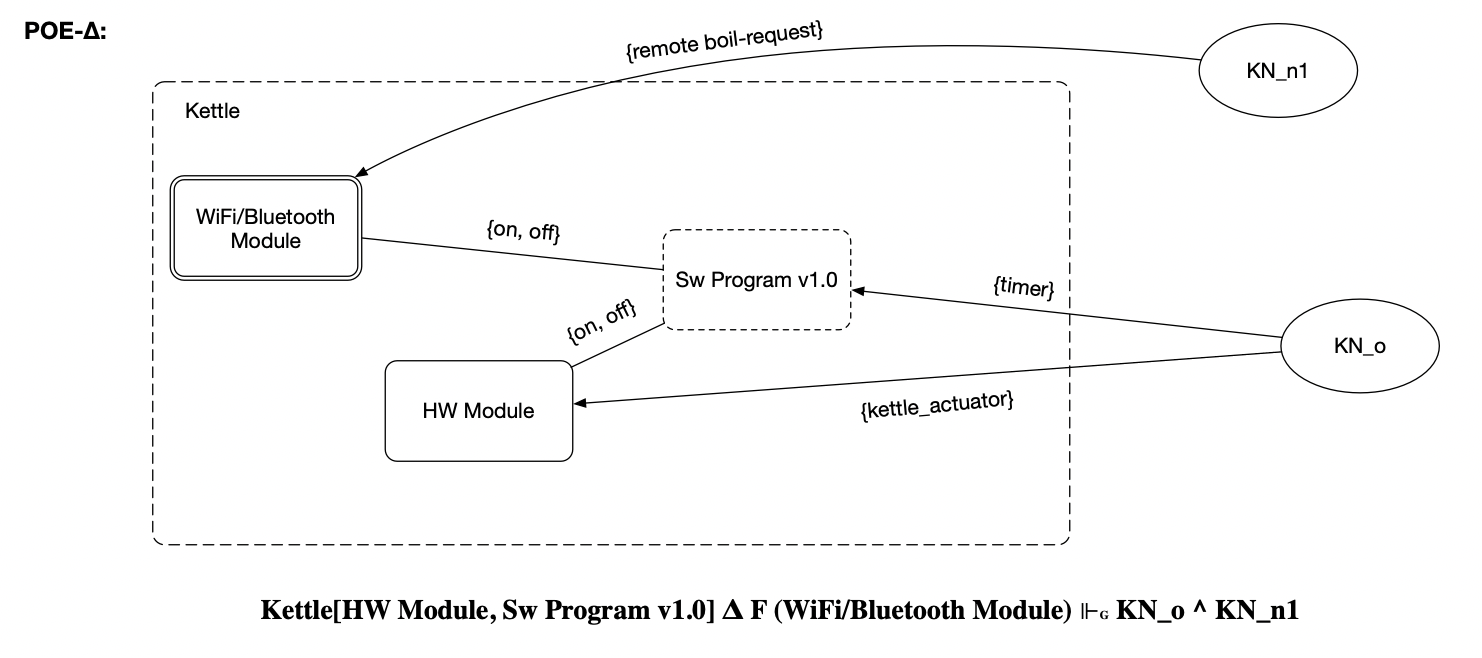 POE-Δ:
{remote boil-request}
KN_n1
Kettle
WiFi/Bluetooth
Module
{on, off}
Sw Program v1.0
{timer}
{on, off}
KN_o
HW Module
{kettle_actuator}
Kettle[HW Module, Sw Program v1.0] Δ F (WiFi/Bluetooth Module) ⊩G KN_o ^ KN_n1